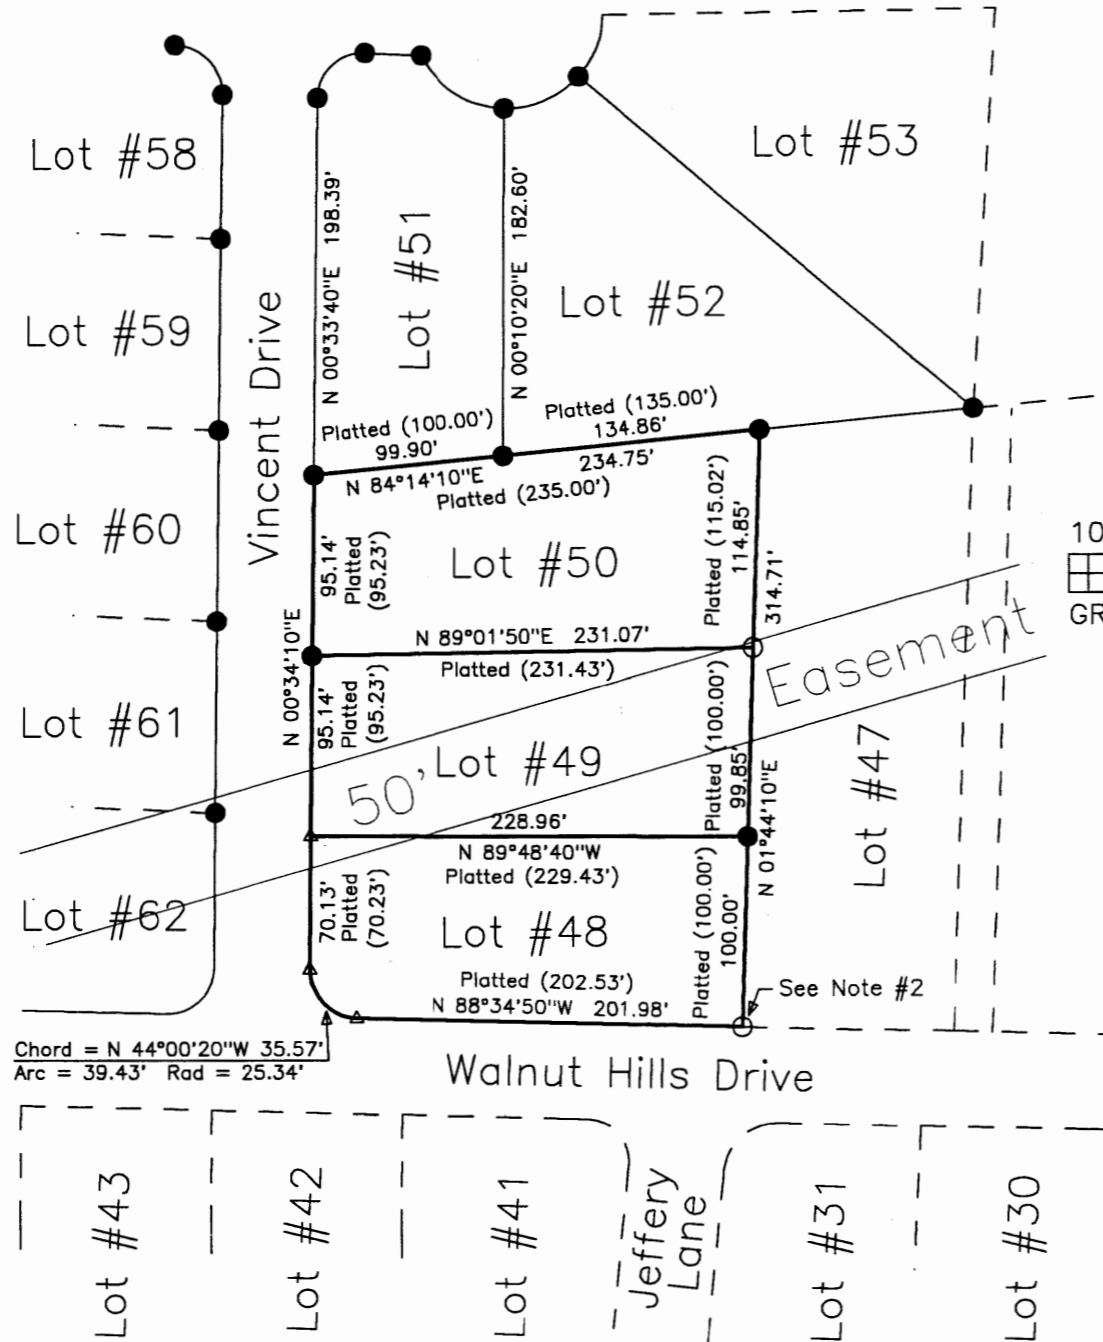 Lot #58
Lot #53
Lot #59
Vincent Drive
N 00°33'40"E 198.39'
Lot #51
N 00°10'20"E 182.60'
Lot #52
Platted (100.00')
99.90'
Platted (135.00')
134.86'
N 84°14'10"E
234.75'
Platted (235.00')
Lot #60
95.14'
Platted
(95.23')
Lot #50
Platted (115.02')
114.85'
314.71'
10
GR
N 00°34'10"E
N 89°01'50"E 231.07'
Platted (231.43')
Easement
Lot #61
95.14'
Platted
(95.23')
50'
Lot #49
Platted (100.00')
99.85'
N 01°44'10"E
Lot #47
228.96'
N 89°48'40"W
Platted (229.43')
Lot #62
70.13'
Platted
(70.23')
Lot #48
Platted (100.00')
100.00'
Platted (202.53')
N 88°34'50"W 201.98'
See Note #2
Chord = N 44°00'20"W 35.57'
Arc = 39.43' Rad = 25.34'
Walnut Hills Drive
Lot #43
Lot #42
Lot #41
Jeffery
Lane
Lot #31
Lot #30